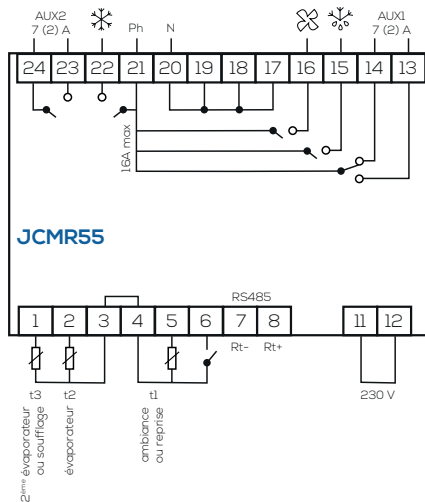 AUX2
7 (2) A
Ph
N
AUX1
7 (2) A
24 23 22 21 20 19 18 17 16 15 14 13
16A max
JCMR55
RS485
1 2 3 4 5 6 7 8 11 12
Rt-
Rt+
t3
t2
t1
230 V
2ème évaporateur
ou soufflage
évaporateur
ambiance
ou reprise